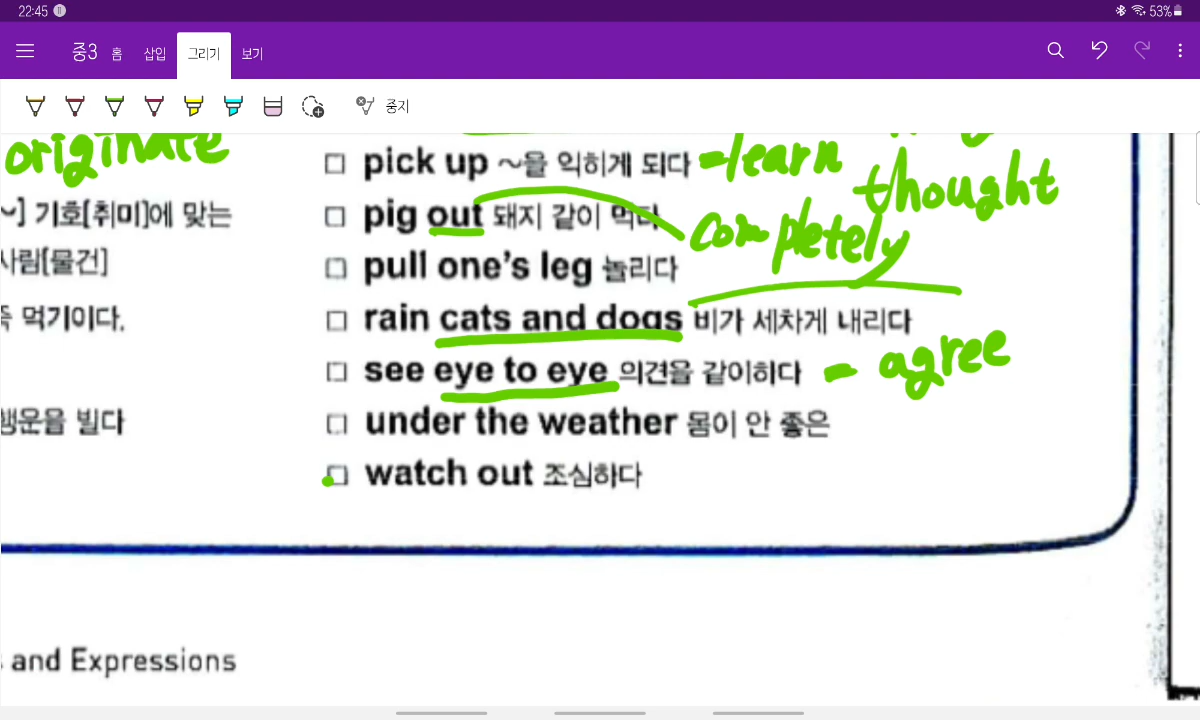 22:45 53%
중3 홈 삽입 그리기 보기
중지
originate
pick up ~을 익히게 되다 =learn
thought
~] 기호[취미]에 맞는
pig out 돼지 같이 먹다
completely
사람[물건]
pull one's leg 놀리다
먹기이다.
rain cats and dogs 비가 세차게 내리다
see eye to eye 의견을 같이하다 - agree
행운을 빌다
under the weather 몸이 안 좋은
watch out 조심하다
and Expressions